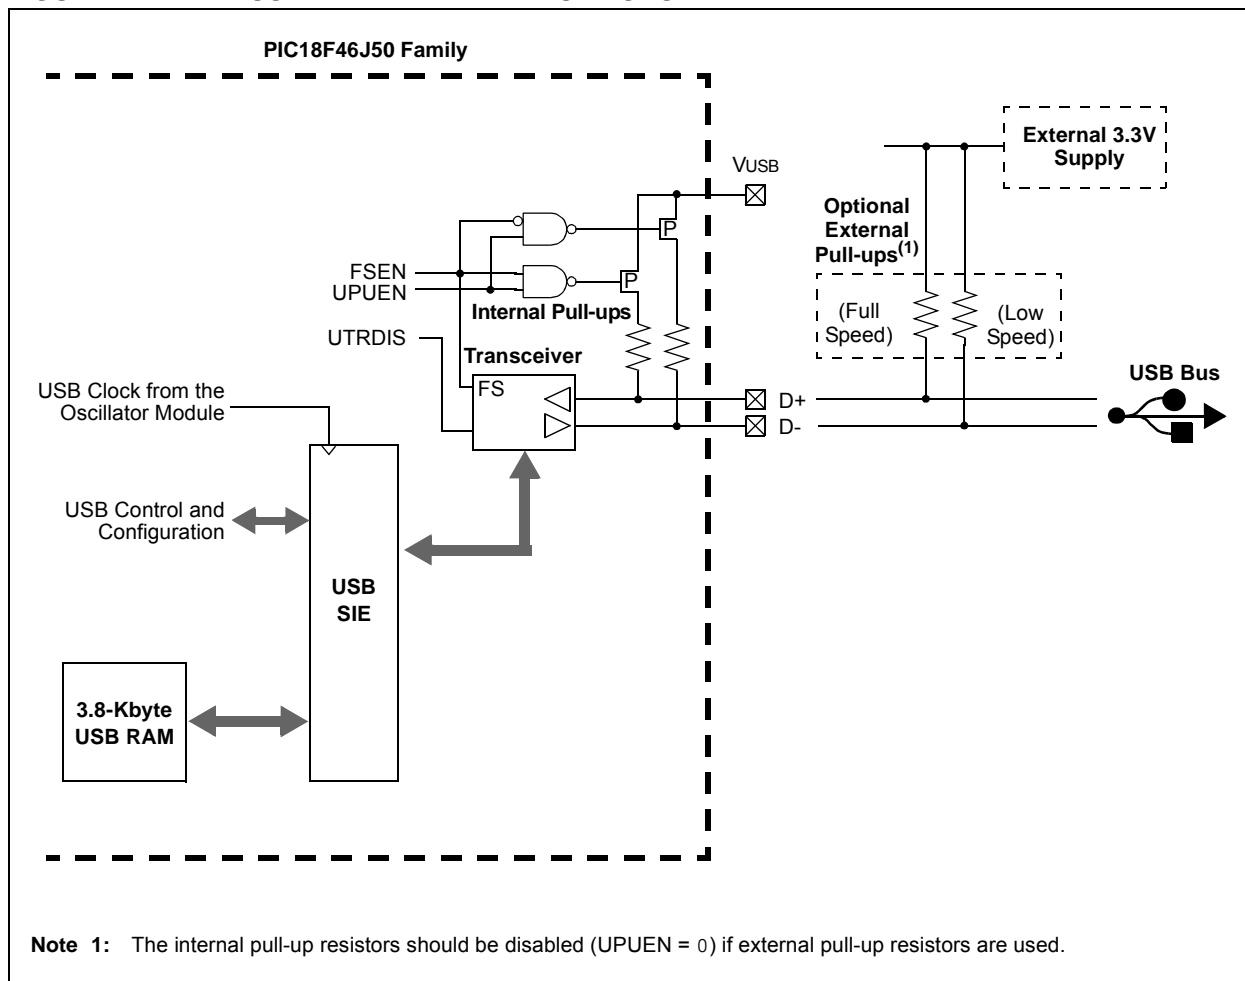 PIC18F46J50 Family
External 3.3V
Supply
VUSB
Optional
External
Pull-ups(1)
P
FSEN
UPUEN
P
Internal Pull-ups
(Full
Speed)
(Low
Speed)
UTRDIS
Transceiver
FS
USB Clock from the
Oscillator Module
USB Bus
D+
D-
USB Control and
Configuration
USB
SIE
3.8-Kbyte
USB RAM
Note 1: The internal pull-up resistors should be disabled (UPUEN = 0) if external pull-up resistors are used.